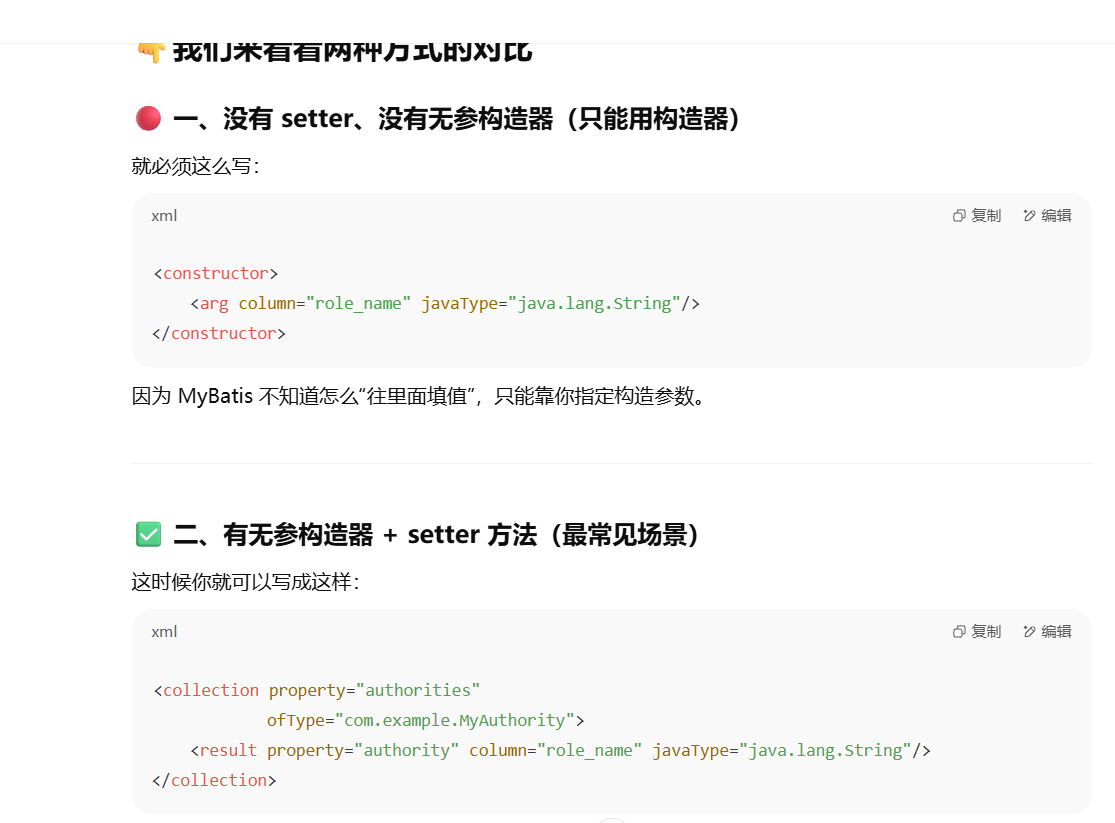 👇我们来看看两种方式的对比
🔴 一、没有 setter、没有无参构造器（只能用构造器）
就必须这么写：
xml
复制 编辑
<constructor>
    <arg column="role_name" javaType="java.lang.String"/>
</constructor>
因为 MyBatis 不知道怎么“往里面填值”，只能靠你指定构造参数。
✅ 二、有无参构造器 + setter 方法（最常见场景）
这时候你就可以写成这样：
xml
复制 编辑
<collection property="authorities"
            ofType="com.example.MyAuthority">
    <result property="authority" column="role_name" javaType="java.lang.String"/>
</collection>